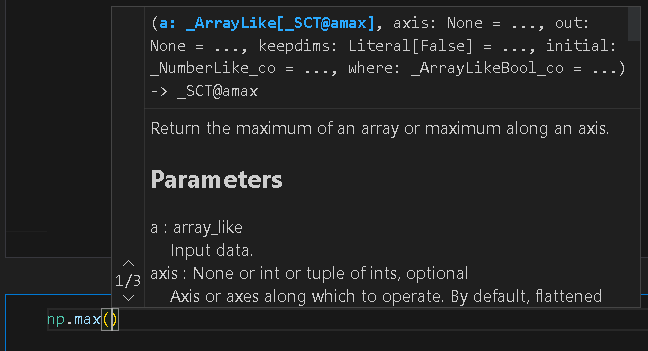 (a: _ArrayLike[_SCT@amax], axis: None = ..., out:
None = ..., keepdims: Literal[False] = ..., initial:
_NumberLike_co = ..., where: _ArrayLikeBool_co = ...)
-> _SCT@amax
Return the maximum of an array or maximum along an axis.
Parameters
a : array_like
Input data.
1/3
axis : None or int or tuple of ints, optional
Axis or axes along which to operate. By default, flattened
np.max()